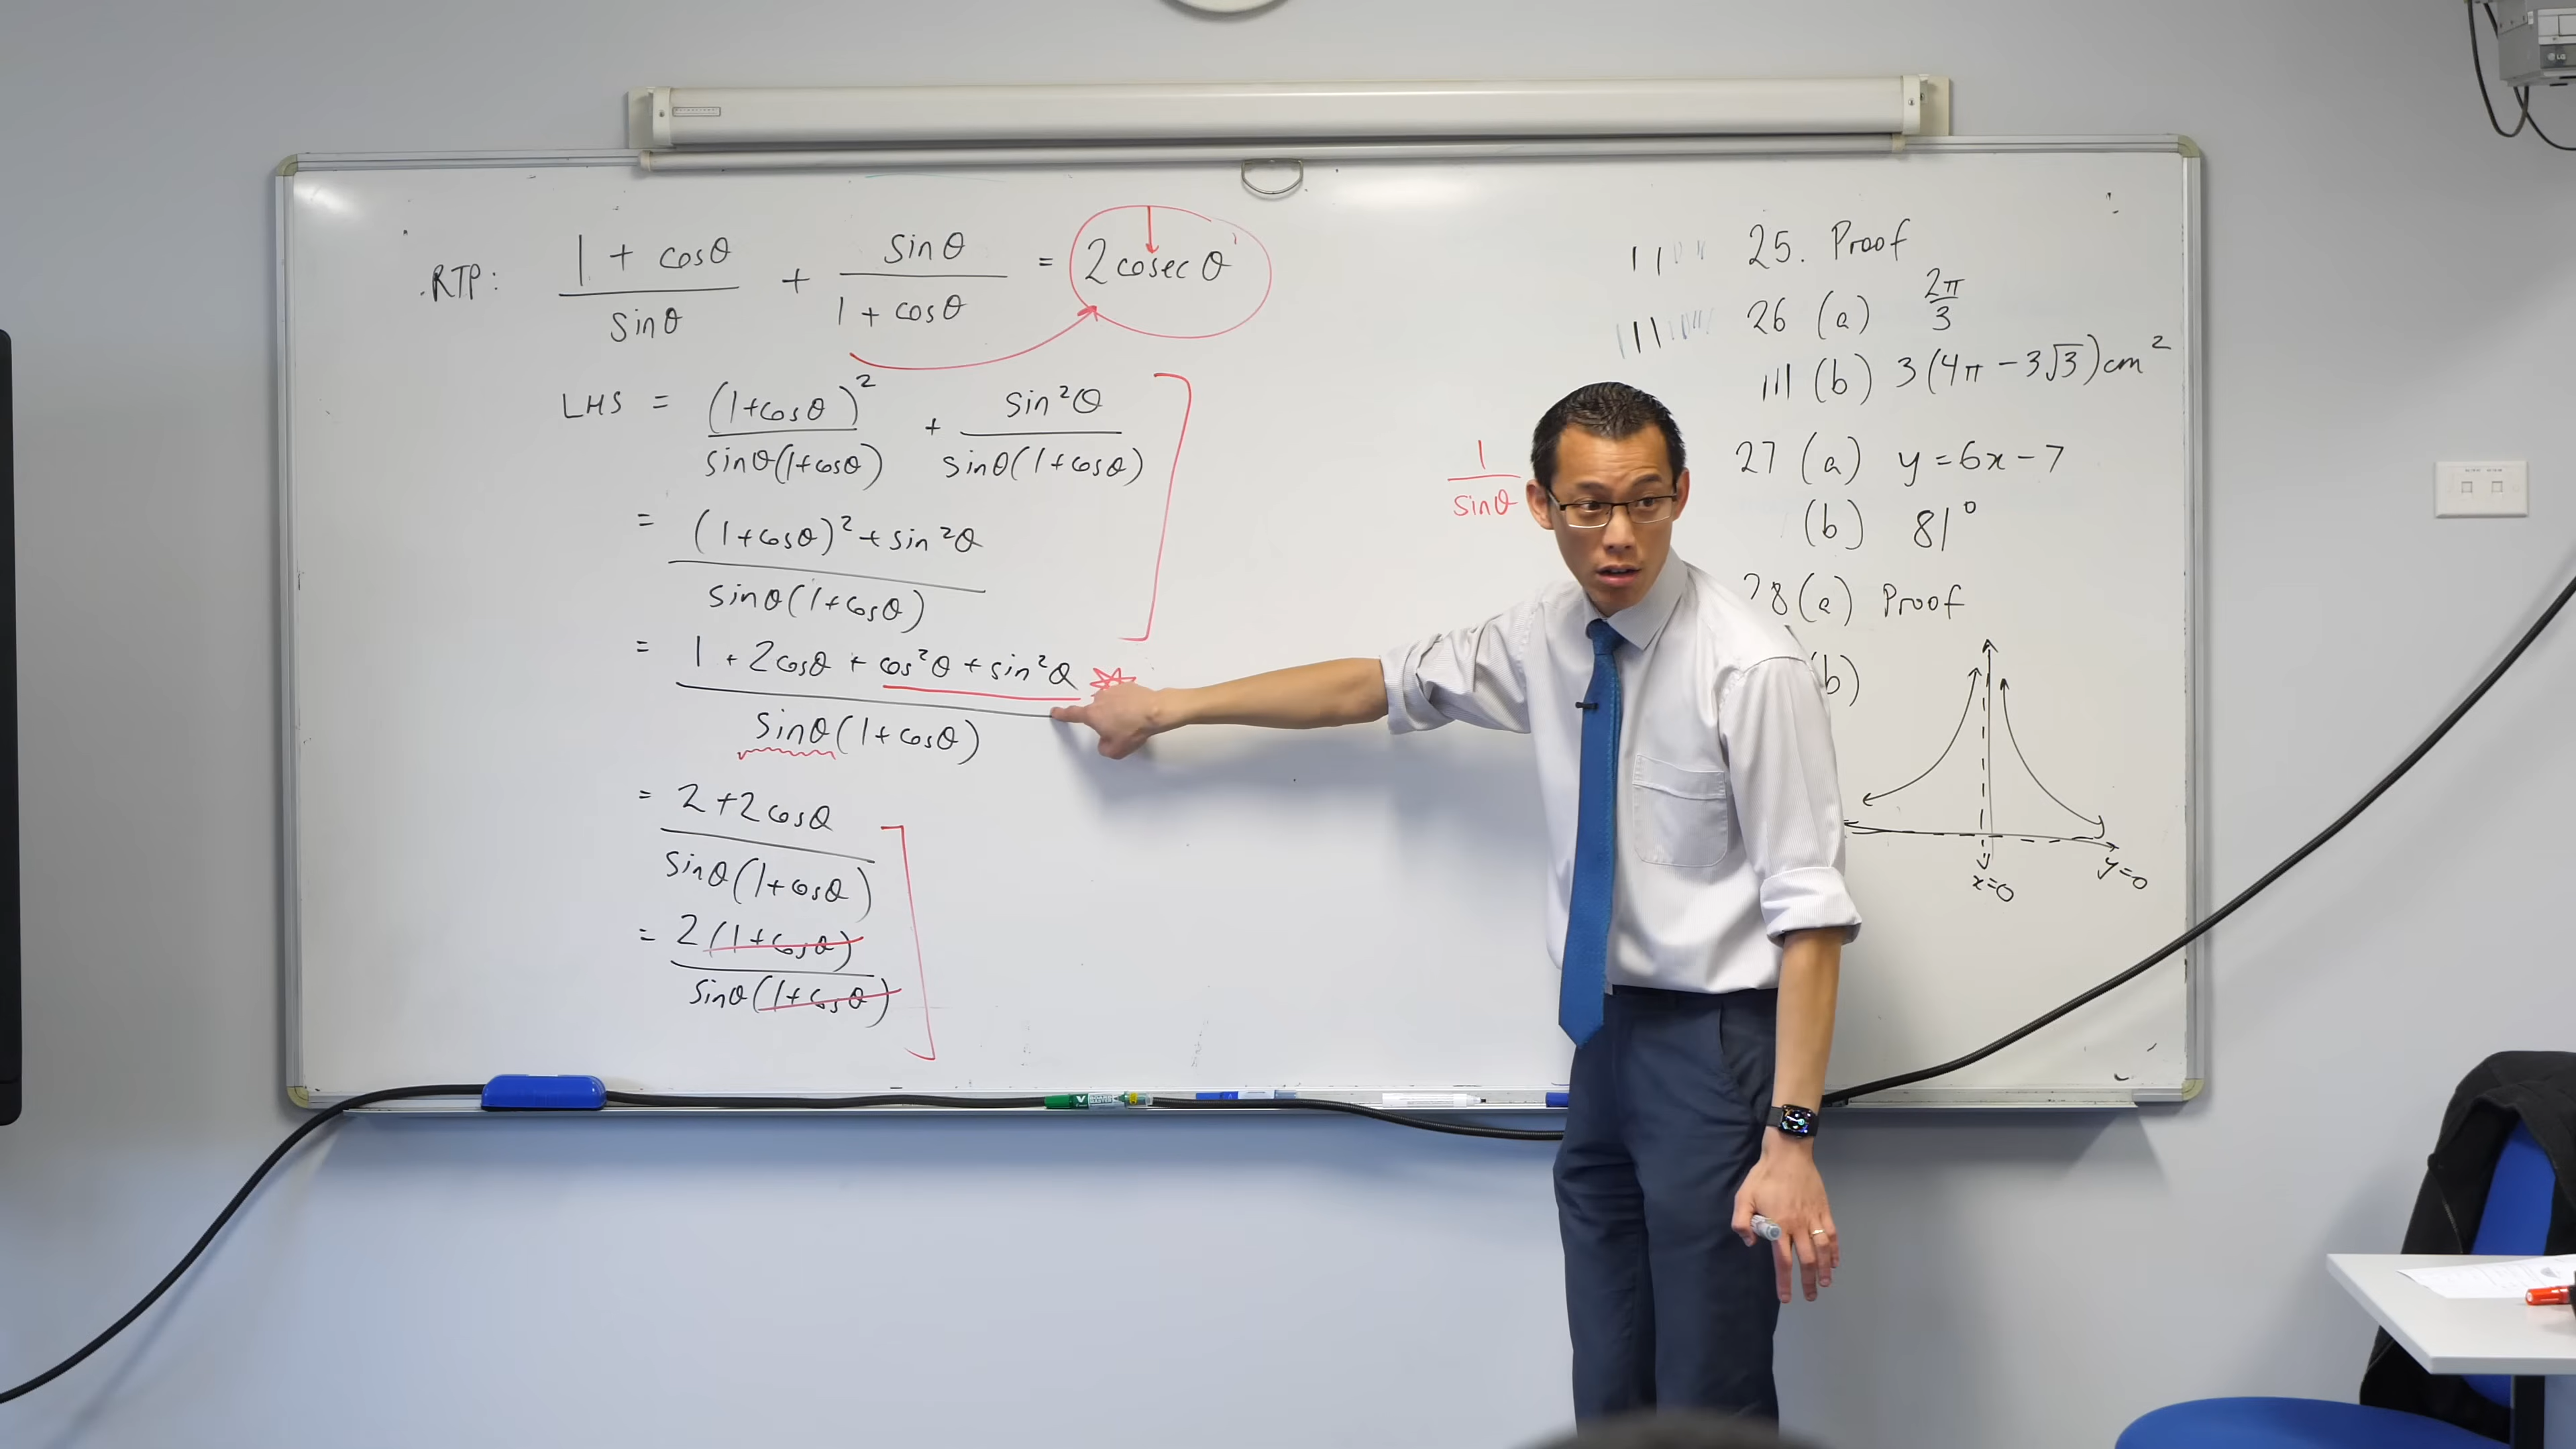 RTP: (1 + cosθ)/(sinθ) + (sinθ)/(1 + cosθ) = 2 cosec θ
LHS = (1+cosθ)²/(sinθ(1+cosθ)) + sin²θ/(sinθ(1+cosθ))
= ((1+cosθ)² + sin²θ)/(sinθ(1+cosθ))
= (1 + 2cosθ + cos²θ + sin²θ)/(sinθ(1+cosθ))
= (2 + 2cosθ)/(sinθ(1+cosθ))
= 2(1+cosθ)/(sinθ(1+cosθ))
1/sinθ
25. Proof
26 (a) 2π/3
(b) 3(4π − 3√3) cm²
27 (a) y = 6x − 7
(b) 81°
28 (a) Proof
(b)
x=0
y=0
LG